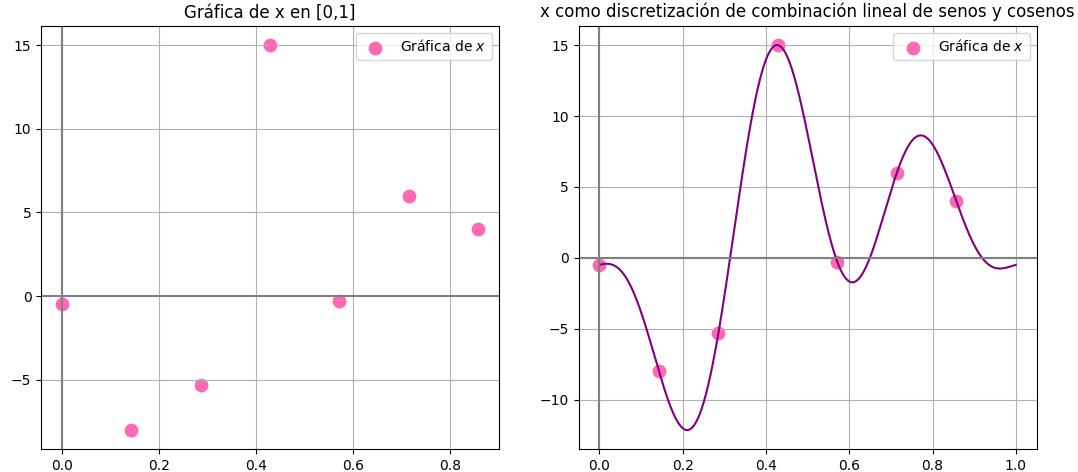 Gráfica de x en [0,1]
Gráfica de x
15
10
5
0
−5
0.0 0.2 0.4 0.6 0.8
x como discretización de combinación lineal de senos y cosenos
Gráfica de x
15
10
5
0
−5
−10
0.0 0.2 0.4 0.6 0.8 1.0